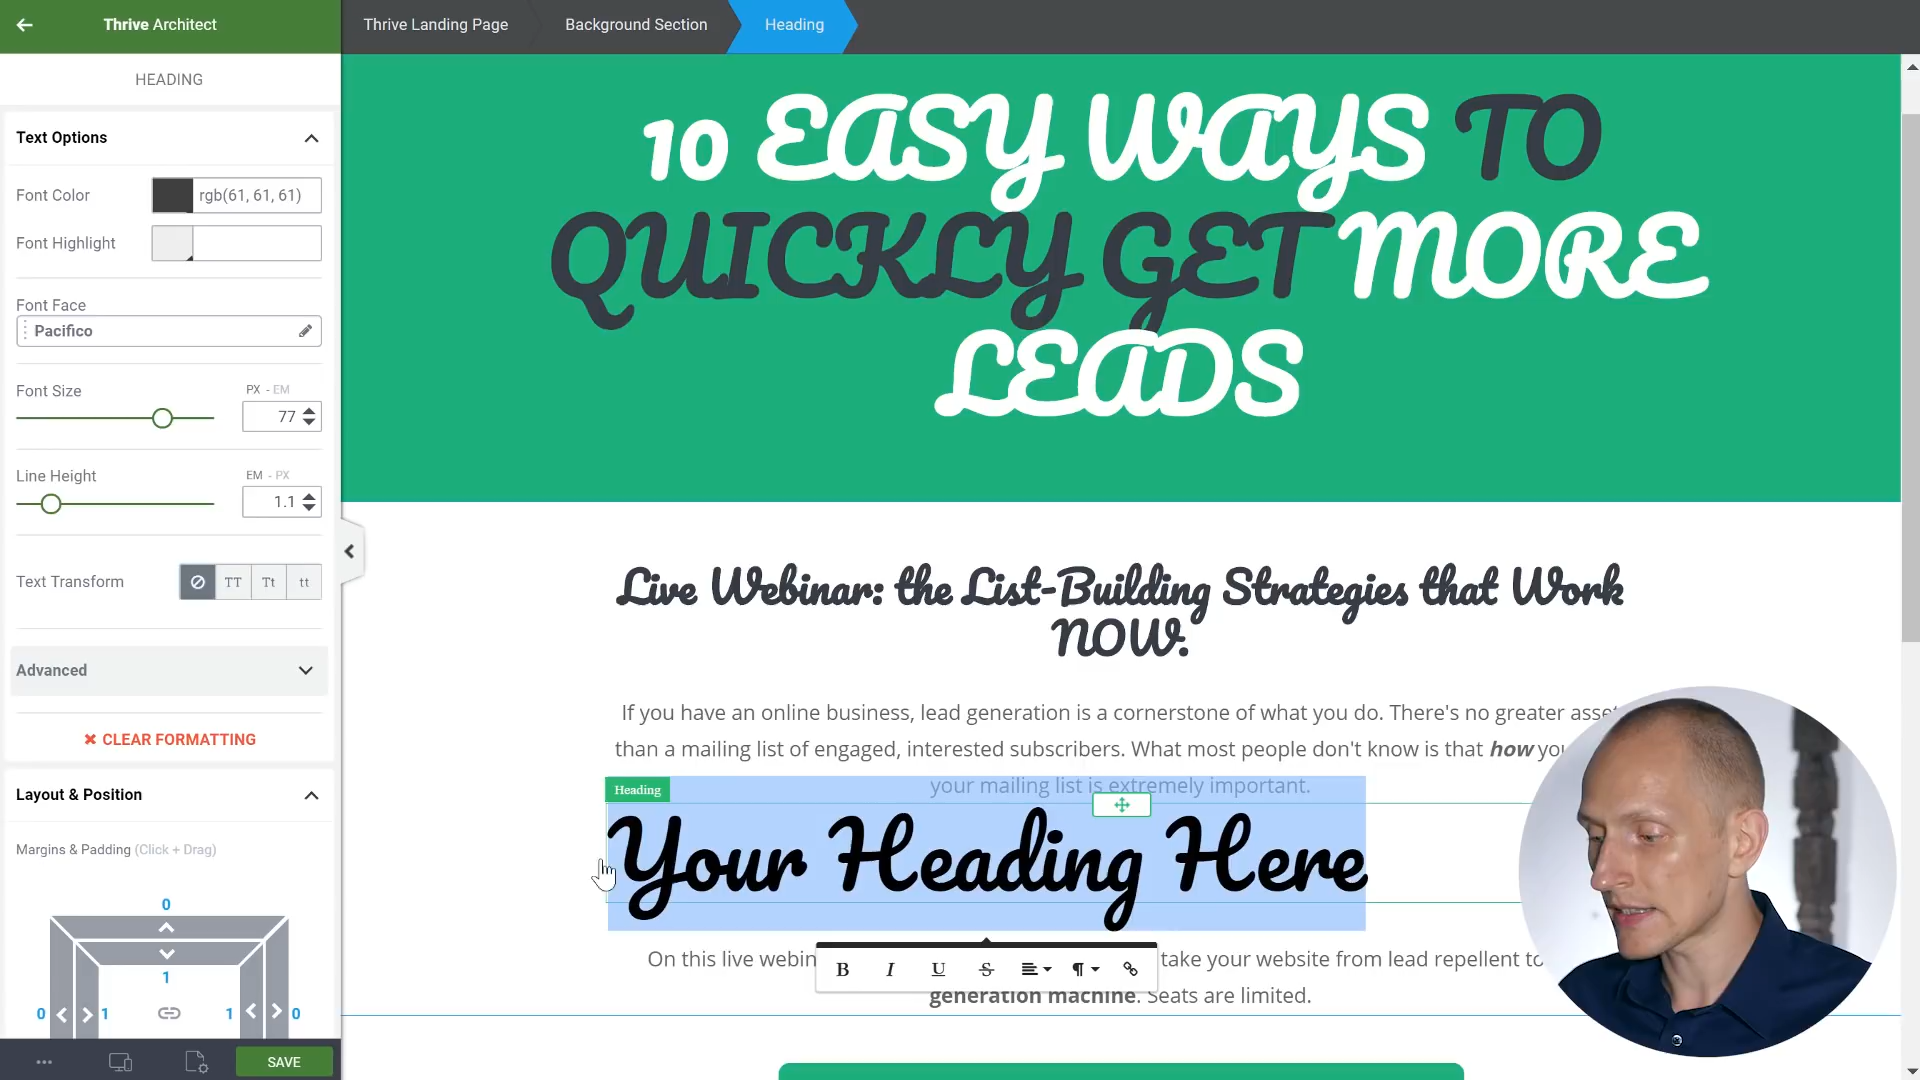 Thrive Architect
Thrive Landing Page
Background Section
Heading
HEADING
Text Options
Font Color
rgb(61, 61, 61)
Font Highlight
Font Face
Pacifico
Font Size
PX - EM
77
Line Height
EM - PX
1.1
Text Transform
TT
Tt
tt
Advanced
✖ CLEAR FORMATTING
Layout & Position
Margins & Padding (Click + Drag)
0
1
0
1
1
0
SAVE
10 EASY WAYS TO
QUICKLY GET MORE
LEADS
Live Webinar: the List-Building Strategies that Work
NOW.
If you have an online business, lead generation is a cornerstone of what you do. There's no greater asse
than a mailing list of engaged, interested subscribers. What most people don't know is that how you
your mailing list is extremely important.
Heading
Your Heading Here
On this live webin
take your website from lead repellent to
generation machine. Seats are limited.
B
I
U
S